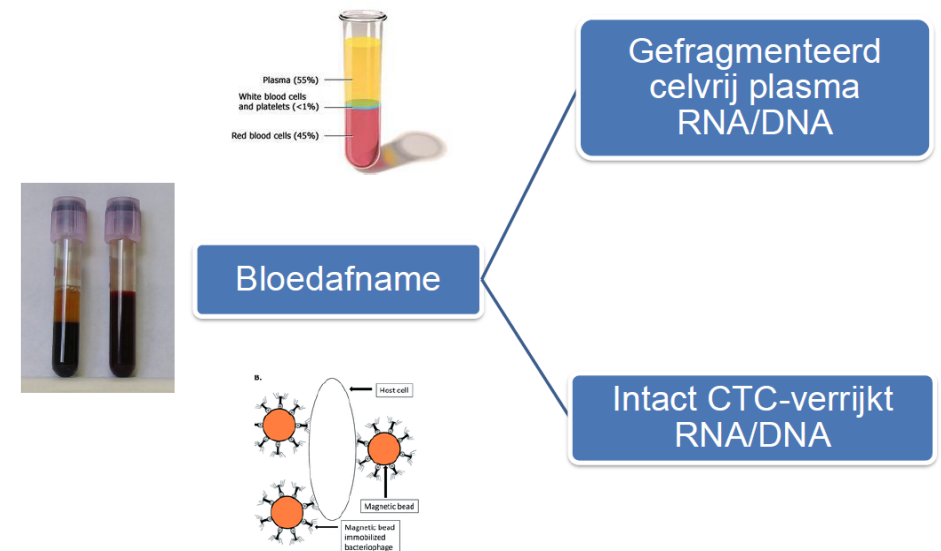 Plasma (55%)
White blood cells
and platelets (<1%)
Red blood cells (45%)
Gefragmenteerd
celvrij plasma
RNA/DNA
Bloedafname
B.
Host cell
Magnetic bead
Magnetic bead
immobilized
bacteriophage
Intact CTC-verrijkt
RNA/DNA